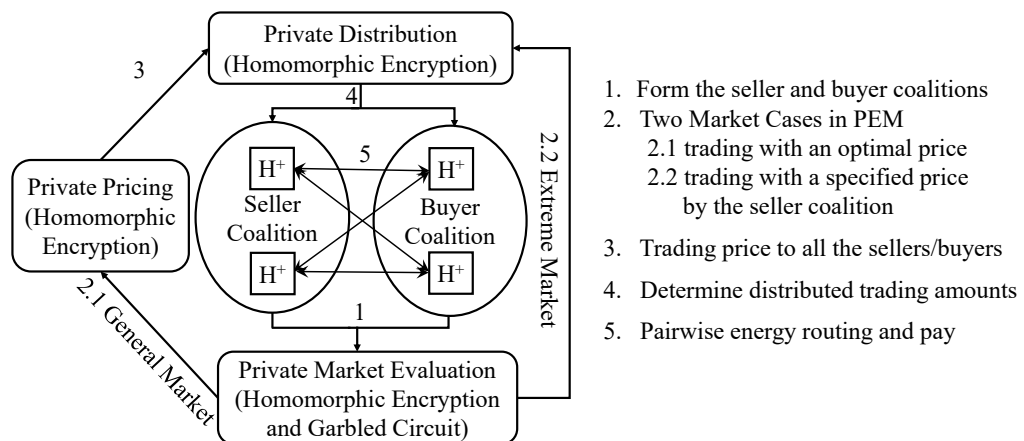 Private Distribution
(Homomorphic Encryption)
3
4
2.2 Extreme Market
Private Pricing
(Homomorphic
Encryption)
H+
5
H+
Seller
Coalition
Buyer
Coalition
H+
H+
2.1 General Market
1
Private Market Evaluation
(Homomorphic Encryption
and Garbled Circuit)
1. Form the seller and buyer coalitions
2. Two Market Cases in PEM
2.1 trading with an optimal price
2.2 trading with a specified price
by the seller coalition
3. Trading price to all the sellers/buyers
4. Determine distributed trading amounts
5. Pairwise energy routing and pay